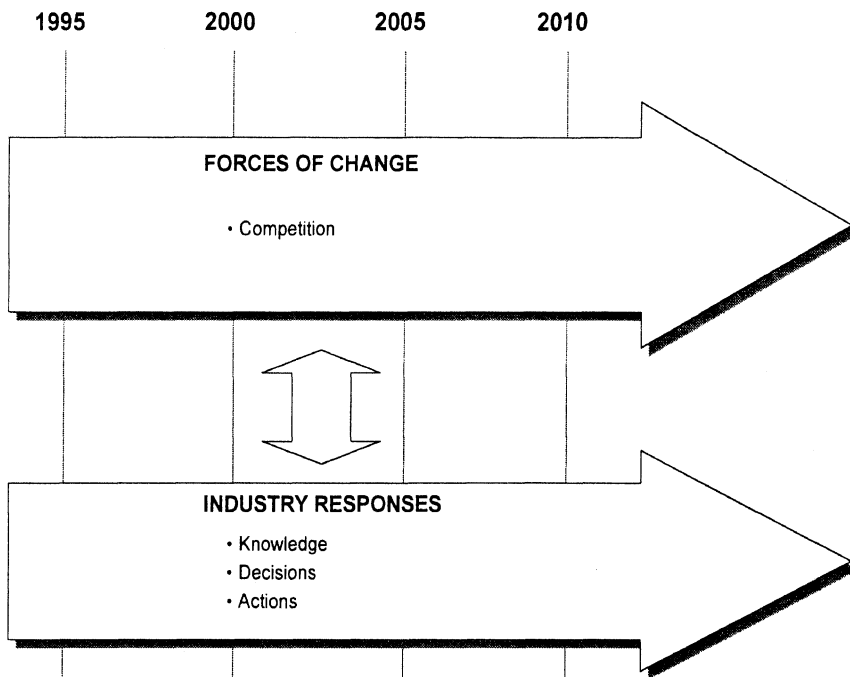 1995 2000 2005 2010
FORCES OF CHANGE
• Competition
INDUSTRY RESPONSES
• Knowledge
• Decisions
• Actions